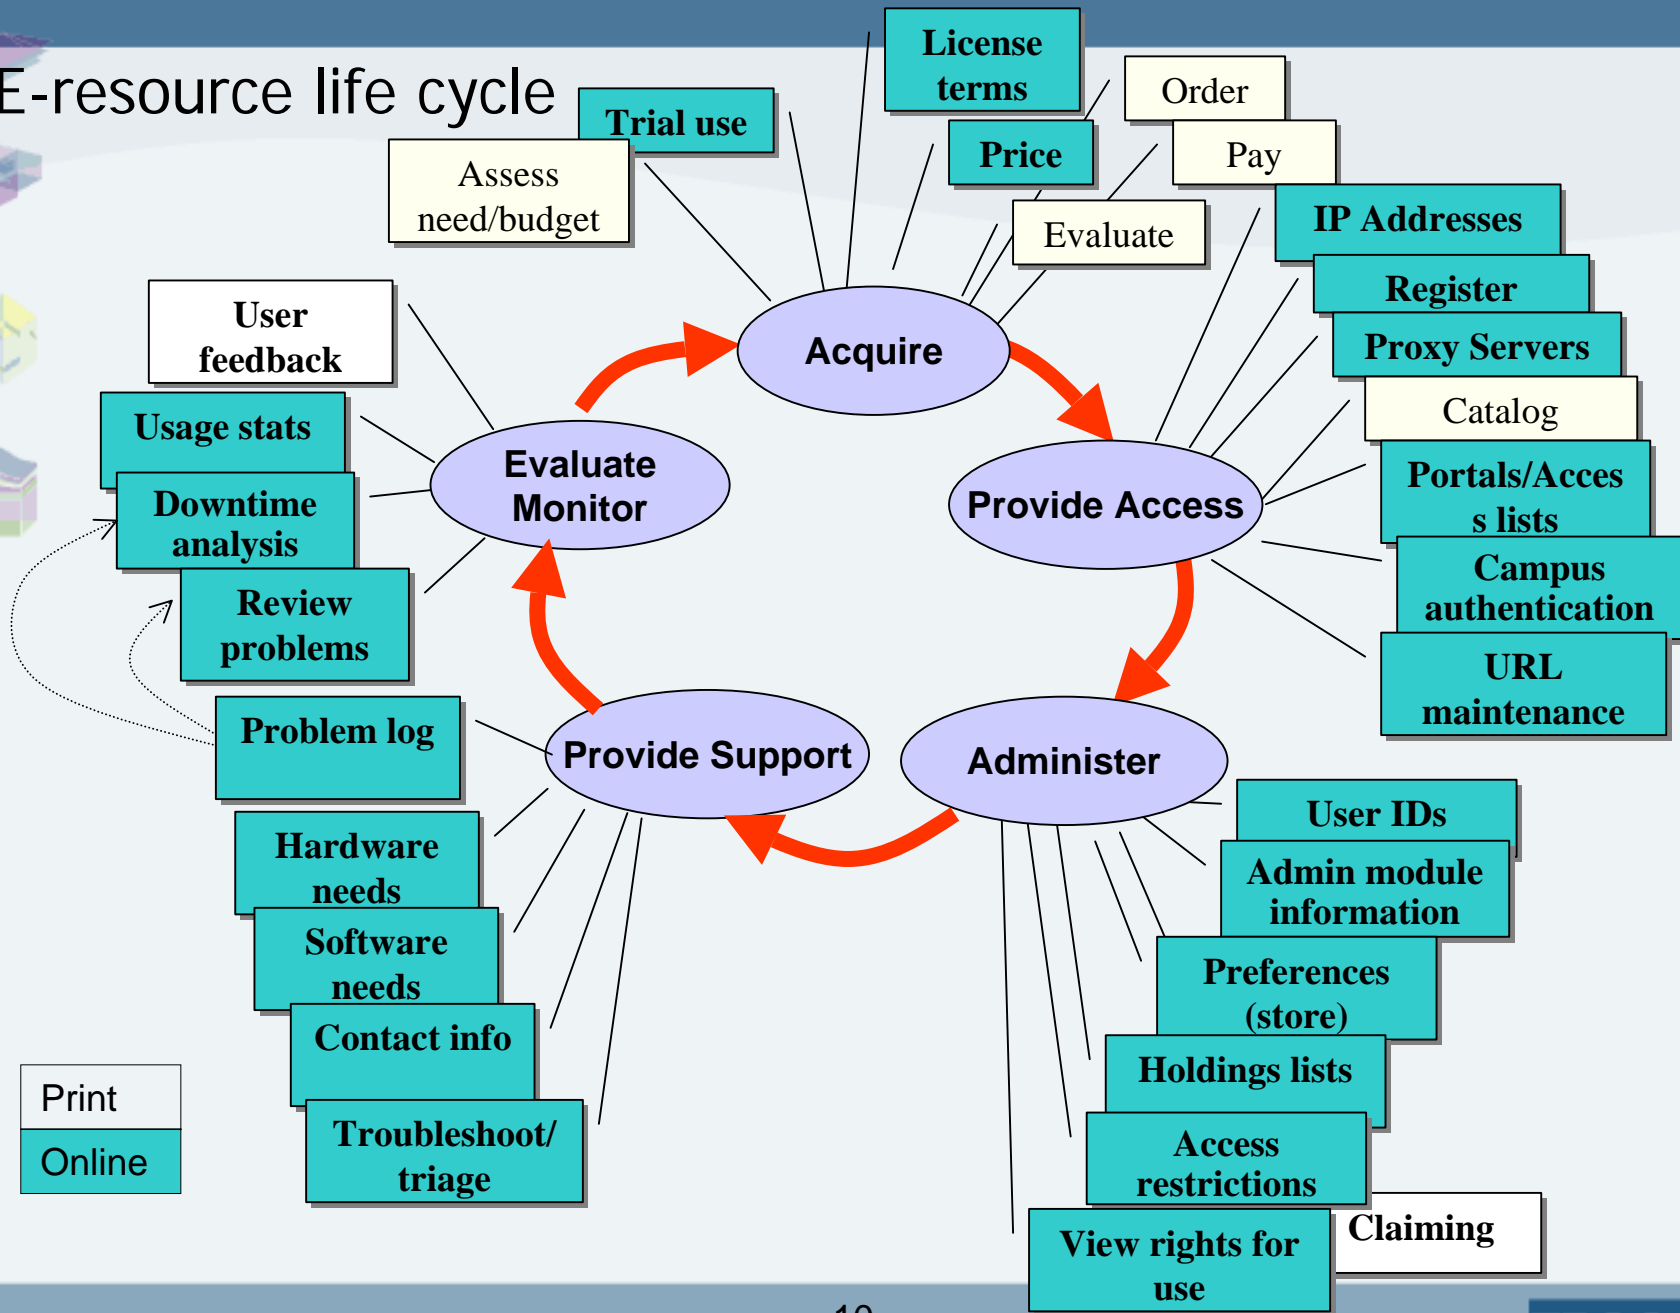 E-resource life cycle
License
terms
Order
Trial use
Price
Pay
Assess
need/budget
Evaluate
IP Addresses
Register
Proxy Servers
Catalog
Portals/Acces
s lists
Campus
authentication
URL
maintenance
Acquire
Provide Access
Administer
Provide Support
Evaluate
Monitor
User
feedback
Usage stats
Downtime
analysis
Review
problems
Problem log
Hardware
needs
Software
needs
Contact info
Troubleshoot/
triage
User IDs
Admin module
information
Preferences
(store)
Holdings lists
Access
restrictions
Claiming
View rights for
use
Print
Online